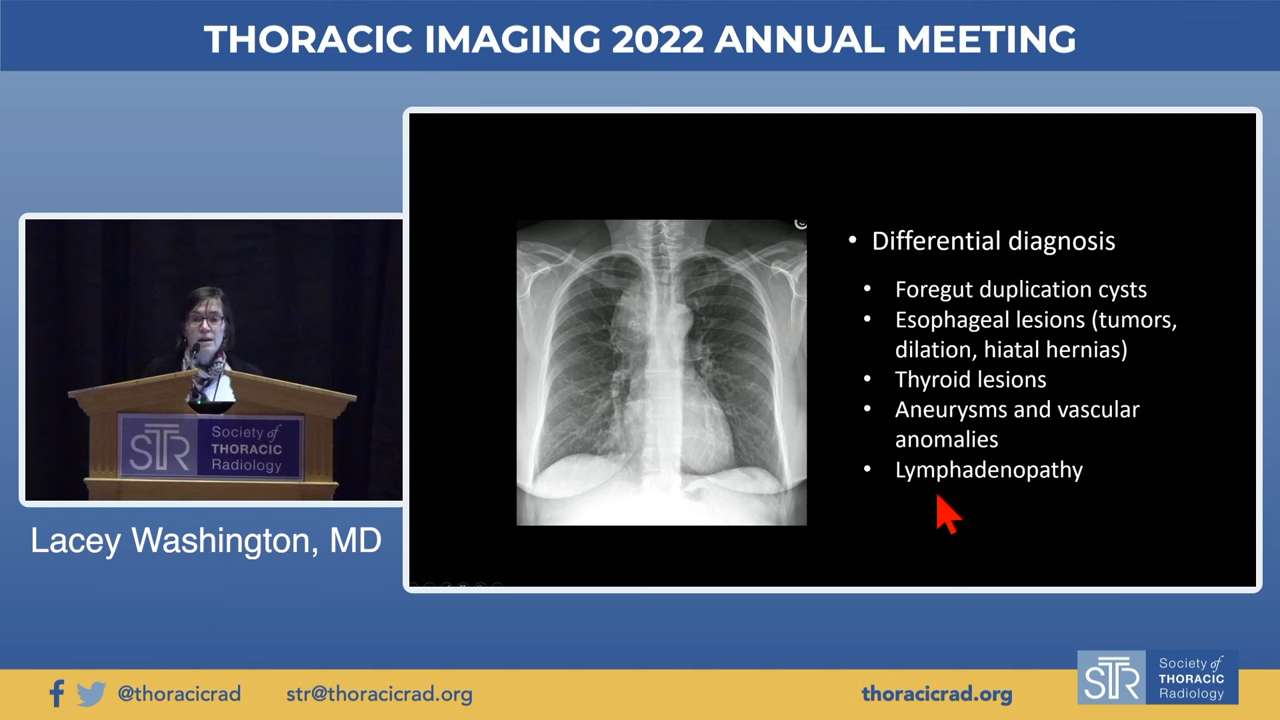 THORACIC IMAGING 2022 ANNUAL MEETING
• Differential diagnosis
• Foregut duplication cysts
• Esophageal lesions (tumors,
dilation, hiatal hernias)
• Thyroid lesions
• Aneurysms and vascular
anomalies
• Lymphadenopathy
STR
Society of
THORACIC
Radiology
Lacey Washington, MD
@thoracicrad
str@thoracicrad.org
thoracicrad.org
STR
Society of
THORACIC
Radiology